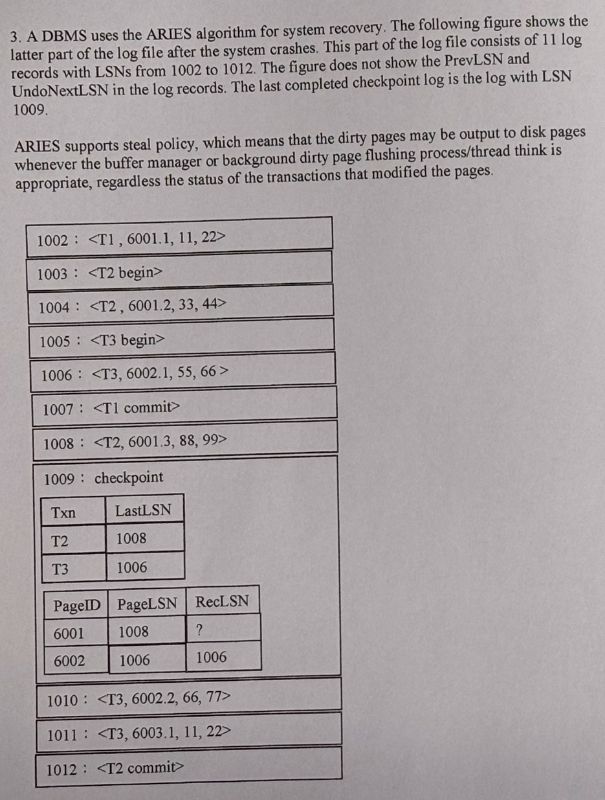 3. A DBMS uses the ARIES algorithm for system recovery. The following figure shows the
latter part of the log file after the system crashes. This part of the log file consists of 11 log
records with LSNs from 1002 to 1012. The figure does not show the PrevLSN and
UndoNextLSN in the log records. The last completed checkpoint log is the log with LSN
1009.
ARIES supports steal policy, which means that the dirty pages may be output to disk pages
whenever the buffer manager or background dirty page flushing process/thread think is
appropriate, regardless the status of the transactions that modified the pages.
1002 : <T1 , 6001.1, 11, 22>
1003 : <T2 begin>
1004 : <T2 , 6001.2, 33, 44>
1005 : <T3 begin>
1006 : <T3, 6002.1, 55, 66 >
1007 : <T1 commit>
1008 : <T2, 6001.3, 88, 99>
1009 : checkpoint
Txn LastLSN
T2 1008
T3 1006
PageID PageLSN RecLSN
6001 1008 ?
6002 1006 1006
1010 : <T3, 6002.2, 66, 77>
1011 : <T3, 6003.1, 11, 22>
1012 : <T2 commit>